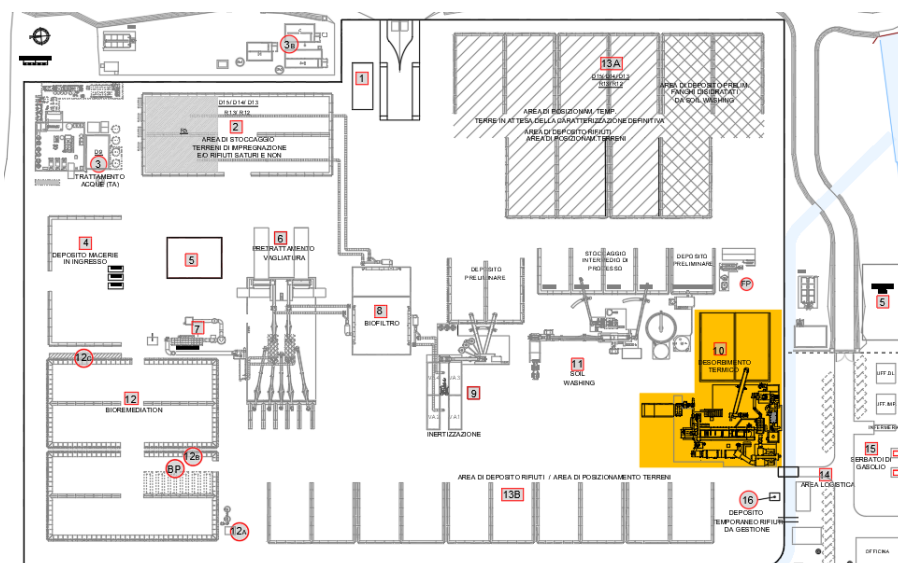 3B
1
13A
D15/ D14/ D13
R13/ R12
AREA DI DEPOSITO PRELIM.
FANGHI DISIDRATATI
DA SOIL WASHING
AREA DI POSIZIONAM. TEMP.
TERRE IN ATTESA DELLA CARATTERIZZAZIONE DEFINITIVA
AREA DI DEPOSITO RIFIUTI
AREA DI POSIZIONAM. TERRENI
D15/ D14/ D13
R13/ R12
2
AREA DI STOCCAGGIO
TERRENI DI IMPREGNAZIONE
E/O RIFIUTI SATURI E NON
3
TRATTAMENTO
ACQUE (TA)
4
DEPOSITO MACERIE
IN INGRESSO
5
6
PRETRATTAMENTO
VAGLIATURA
7
8
BIOFILTRO
DEPOSITO
PRELIMINARE
STOCCAGGIO
INTERMEDIO DI
PROCESSO
DEPOSITO
PRELIMINARE
FP
5
9
INERTIZZAZIONE
11
SOIL
WASHING
10
DESORBIMENTO
TERMICO
12C
12
BIOREMEDIATION
12B
BP
12A
AREA DI DEPOSITO RIFIUTI / AREA DI POSIZIONAMENTO TERRENI
13B
UFF.DL
UFF.IMP.
INFERMERIA
15
SERBATOI DI
GASOLIO
14
AREA LOGISTICA
16
DEPOSITO
TEMPORANEO RIFIUTI
DA GESTIONE
OFFICINA